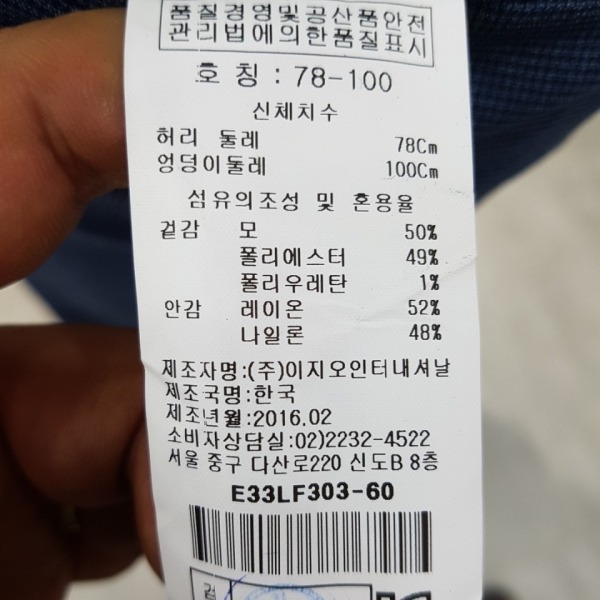 품질경영및공산품안전
관리법에의한품질표시
호 칭 : 78-100
신체치수
허리 둘레 78Cm
엉덩이둘레 100Cm
섬유의조성 및 혼용율
겉감 모 50%
폴리에스터 49%
폴리우레탄 1%
안감 레이온 52%
나일론 48%
제조자명:(주)이지오인터내셔날
제조국명:한국
제조년월:2016.02
소비자상담실:02)2232-4522
서울 중구 다산로220 신도B 8층
E33LF303-60